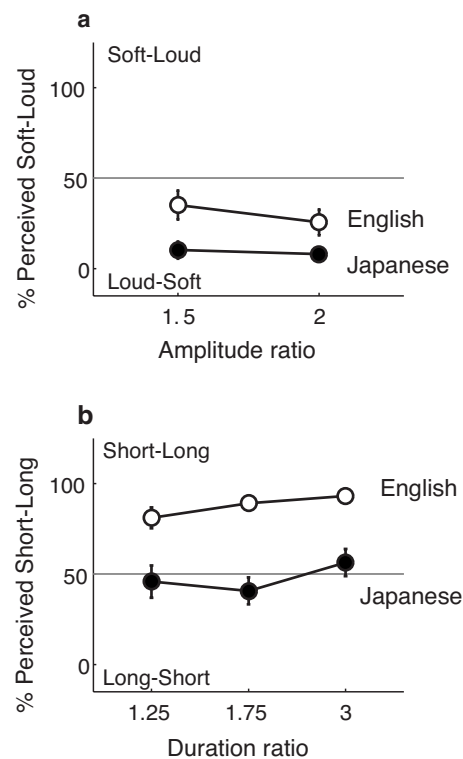 a
Soft-Loud
% Perceived Soft-Loud
100
50
0
English
Japanese
Loud-Soft
1.5 2
Amplitude ratio
b
Short-Long
% Perceived Short-Long
100
50
0
English
Japanese
Long-Short
1.25 1.75 3
Duration ratio